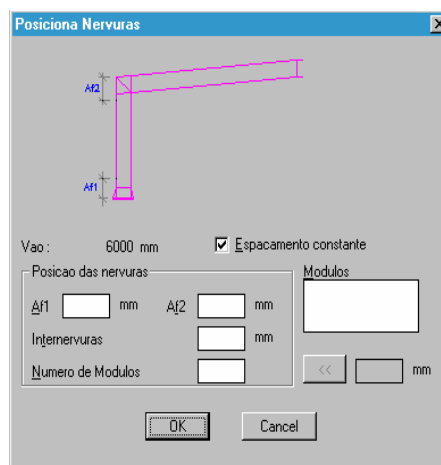 Posiciona Nervuras
Af2
Af1
Vao : 6000 mm Espacamento constante
Posicao das nervuras Modulos
Af1 mm Af2 mm
Internervuras mm
Numero de Modulos << mm
OK Cancel